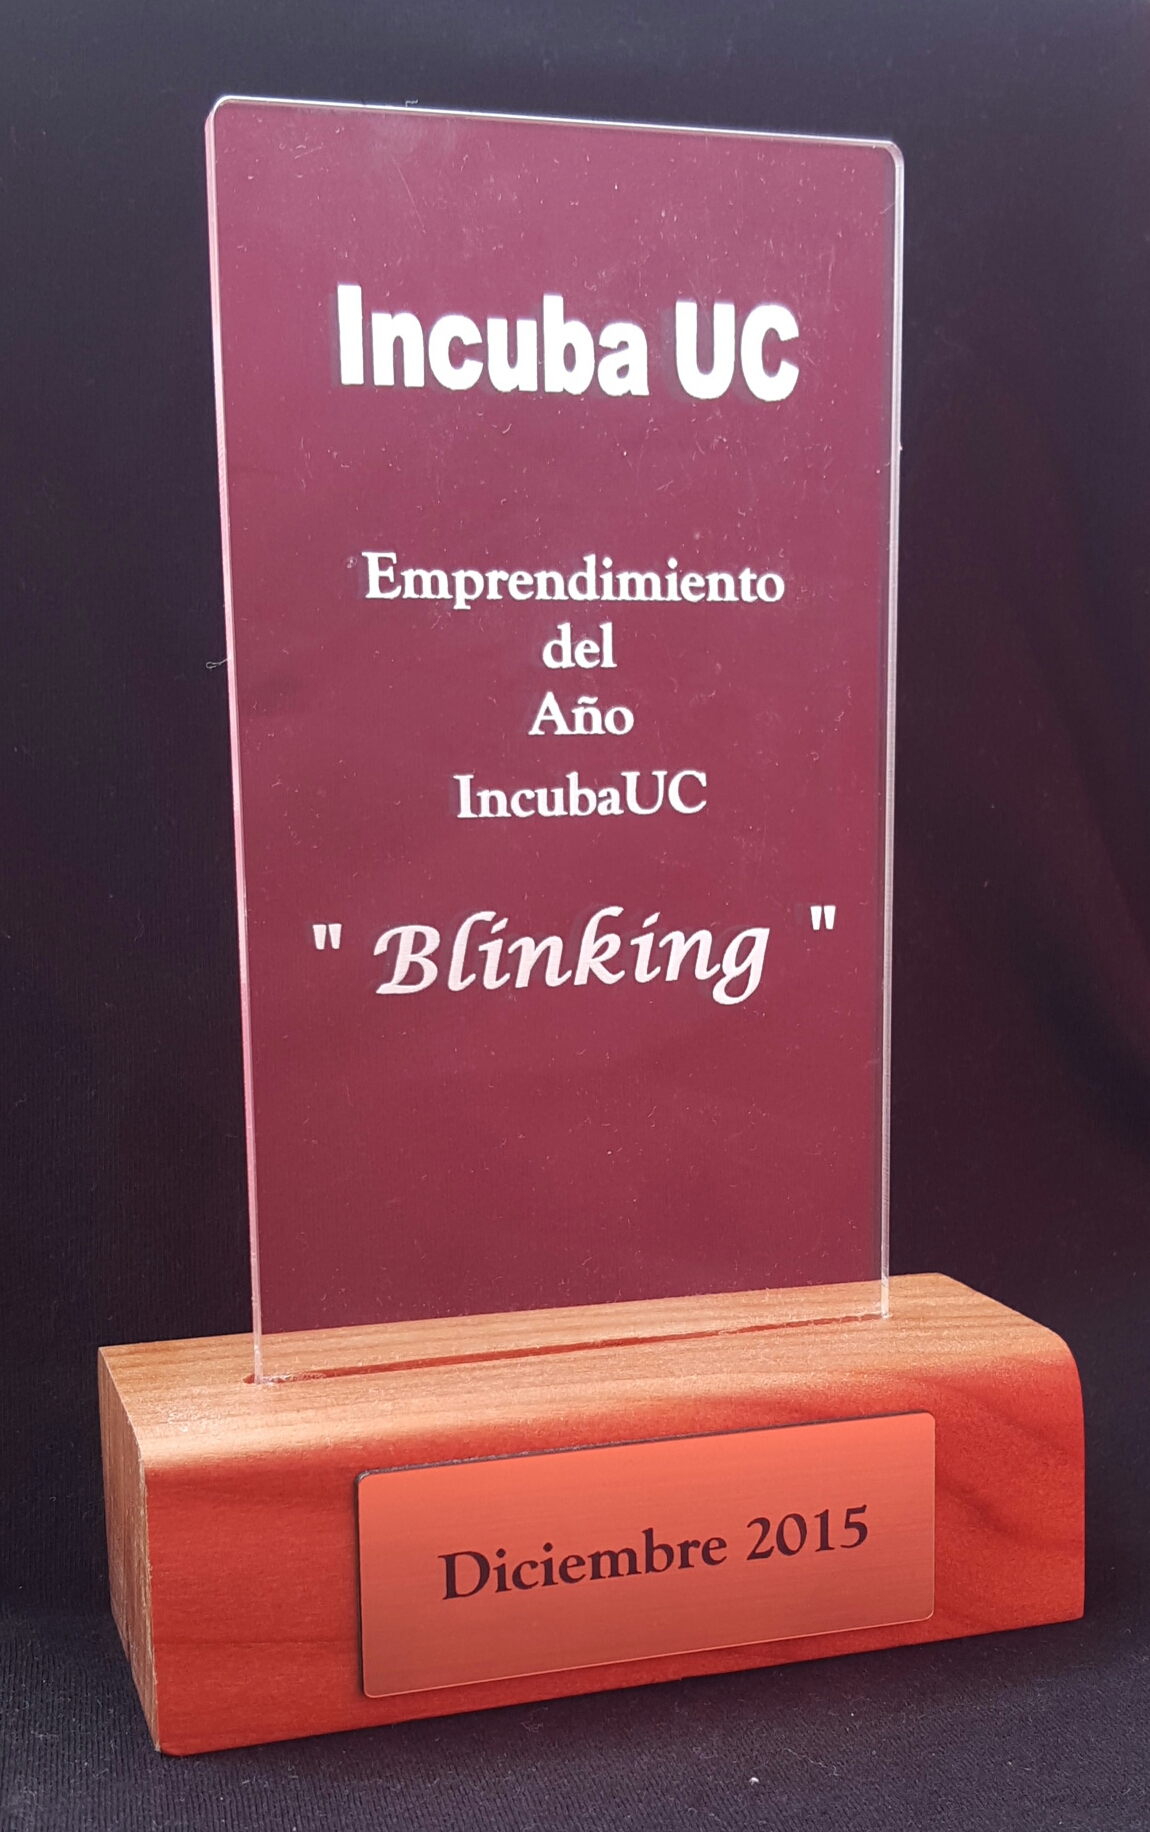 Incuba UC
Emprendimiento
del
Año
IncubaUC
" Blinking "
Diciembre 2015